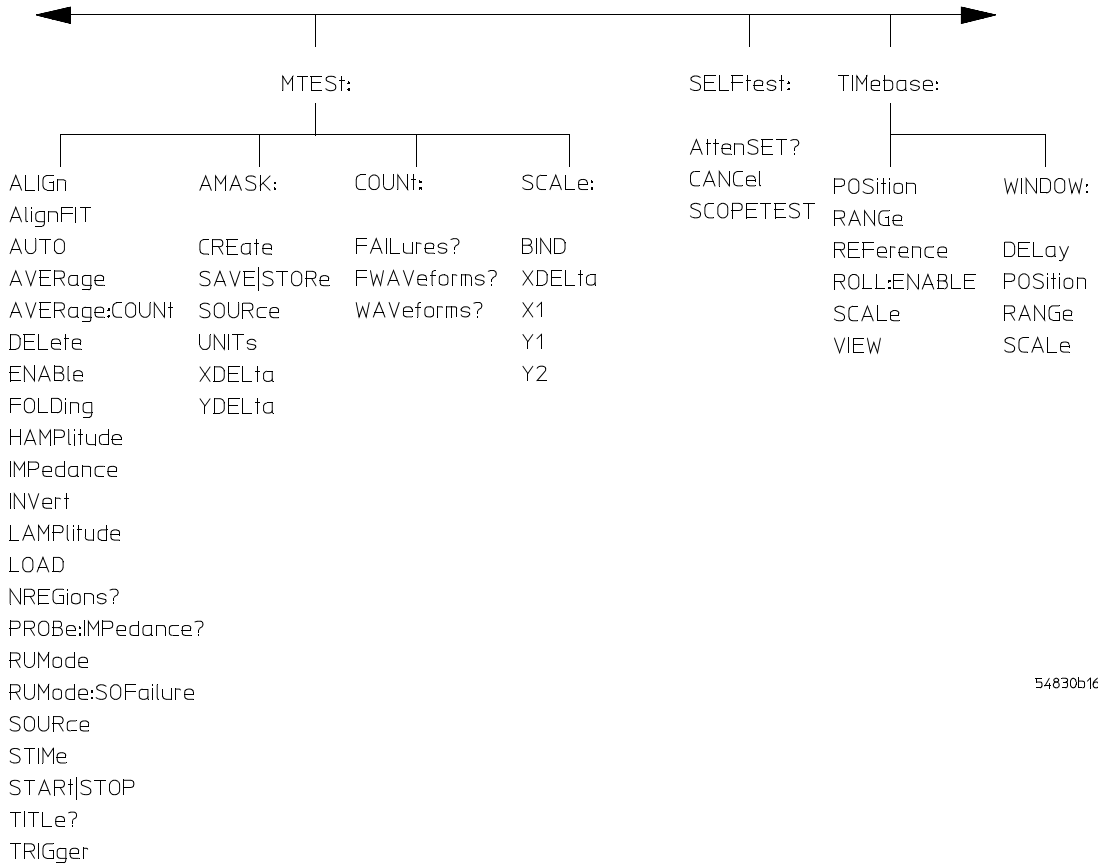 MTESt:
SELFtest:
TIMebase:
ALIGn
AlignFIT
AUTO
AVERage
AVERage:COUNt
DELete
ENABle
FOLDing
HAMPlitude
IMPedance
INVert
LAMPlitude
LOAD
NREGions?
PROBe:IMPedance?
RUMode
RUMode:SOFailure
SOURce
STIMe
STARt|STOP
TITLe?
TRIGger
AMASK:
CREate
SAVE|STORe
SOURce
UNITs
XDELta
YDELta
COUNt:
FAILures?
FWAVeforms?
WAVeforms?
SCALe:
BIND
XDELta
X1
Y1
Y2
AttenSET?
CANCel
SCOPETEST
POSition
RANGe
REFerence
ROLL:ENABLE
SCALe
VIEW
WINDOW:
DELay
POSition
RANGe
SCALe
54830b16